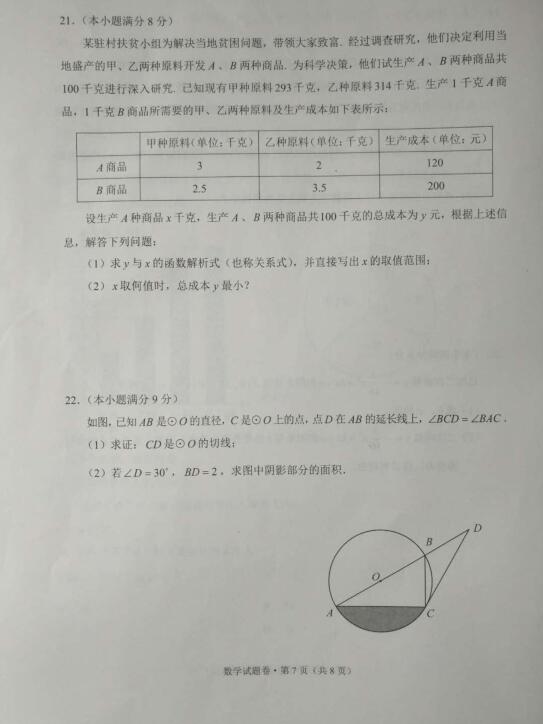 21.（本小题满分 8 分）
某驻村扶贫小组为解决当地贫困问题，带领大家致富. 经过调查研究，他们决定利用当
地盛产的甲、乙两种原料开发 A 、B 两种商品. 为科学决策，他们试生产 A 、B 两种商品共
100 千克进行深入研究. 已知现有甲种原料 293 千克，乙种原料 314 千克. 生产 1 千克 A 商
品，1 千克 B 商品所需要的甲、乙两种原料及生产成本如下表所示：
甲种原料（单位：千克） 乙种原料（单位：千克） 生产成本（单位：元）
A 商品 3 2 120
B 商品 2.5 3.5 200
设生产 A 种商品 x 千克，生产 A 、B 两种商品共 100 千克的总成本为 y 元，根据上述信
息，解答下列问题：
（1）求 y 与 x 的函数解析式（也称关系式），并直接写出 x 的取值范围；
（2）x 取何值时，总成本 y 最小？
22.（本小题满分 9 分）
如图，已知 AB 是⊙O 的直径，C 是⊙O 上的点，点 D 在 AB 的延长线上，∠BCD = ∠BAC .
（1）求证：CD 是⊙O 的切线；
（2）若 ∠D = 30°，BD = 2，求图中阴影部分的面积.
D
B
O
A
C
数学试题卷·第 7 页（共 8 页）